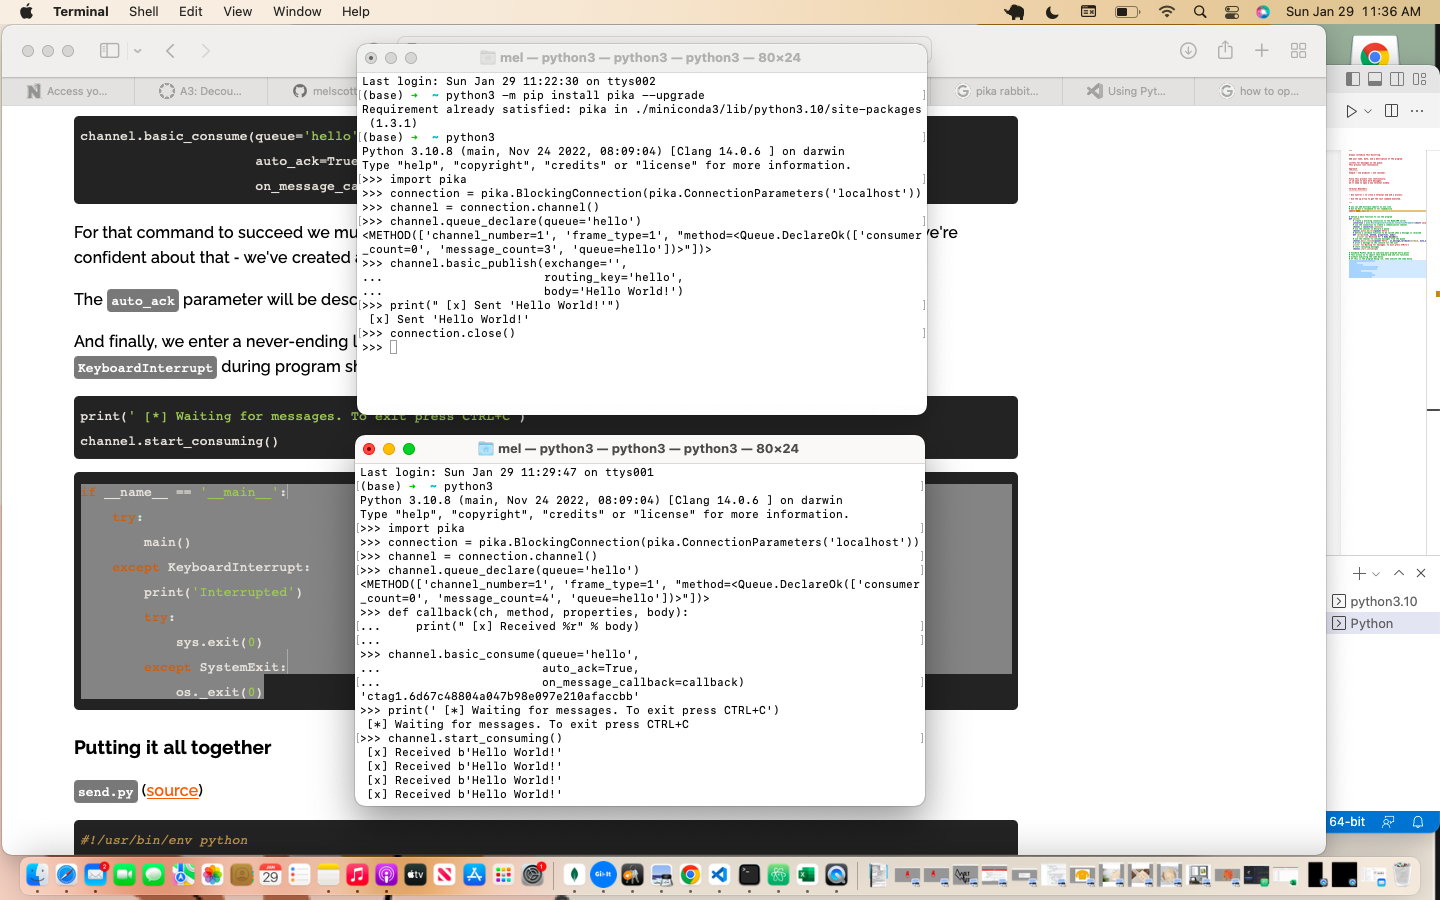 Terminal Shell Edit View Window Help Sun Jan 29 11:36 AM
Access yo... A3: Decou... melscott pika rabbit... Using Pyt... how to op...
mel — python3 — python3 — python3 — 80×24
Last login: Sun Jan 29 11:22:30 on ttys002
(base) ➜ ~ python3 -m pip install pika --upgrade
Requirement already satisfied: pika in ./miniconda3/lib/python3.10/site-packages
(1.3.1)
(base) ➜ ~ python3
Python 3.10.8 (main, Nov 24 2022, 08:09:04) [Clang 14.0.6 ] on darwin
Type "help", "copyright", "credits" or "license" for more information.
>>> import pika
>>> connection = pika.BlockingConnection(pika.ConnectionParameters('localhost'))
>>> channel = connection.channel()
>>> channel.queue_declare(queue='hello')
<METHOD(['channel_number=1', 'frame_type=1', "method=<Queue.DeclareOk(['consumer
_count=0', 'message_count=3', 'queue=hello'])>"])>
>>> channel.basic_publish(exchange='',
... routing_key='hello',
... body='Hello World!')
>>> print(" [x] Sent 'Hello World!'")
[x] Sent 'Hello World!'
>>> connection.close()
>>>
mel — python3 — python3 — python3 — 80×24
Last login: Sun Jan 29 11:29:47 on ttys001
(base) ➜ ~ python3
Python 3.10.8 (main, Nov 24 2022, 08:09:04) [Clang 14.0.6 ] on darwin
Type "help", "copyright", "credits" or "license" for more information.
>>> import pika
>>> connection = pika.BlockingConnection(pika.ConnectionParameters('localhost'))
>>> channel = connection.channel()
>>> channel.queue_declare(queue='hello')
<METHOD(['channel_number=1', 'frame_type=1', "method=<Queue.DeclareOk(['consumer
_count=0', 'message_count=4', 'queue=hello'])>"])>
>>> def callback(ch, method, properties, body):
... print(" [x] Received %r" % body)
...
>>> channel.basic_consume(queue='hello',
... auto_ack=True,
... on_message_callback=callback)
'ctag1.6d67c48804a047b98e097e210afaccbb'
>>> print(' [*] Waiting for messages. To exit press CTRL+C')
[*] Waiting for messages. To exit press CTRL+C
>>> channel.start_consuming()
[x] Received b'Hello World!'
[x] Received b'Hello World!'
[x] Received b'Hello World!'
[x] Received b'Hello World!'
channel.basic_consume(queue='hello'
auto_ack=True
on_message_ca
For that command to succeed we mu 're
confident about that - we've created
The auto_ack parameter will be desc
And finally, we enter a never-ending
KeyboardInterrupt during program sh
print(' [*] Waiting for messages. To exit press CTRL+C')
channel.start_consuming()
if __name__ == '__main__':
try:
main()
except KeyboardInterrupt:
print('Interrupted')
try:
sys.exit(0)
except SystemExit:
os._exit(0)
Putting it all together
send.py (source)
#!/usr/bin/env python
python3.10
Python
64-bit
29
tv
Git-It